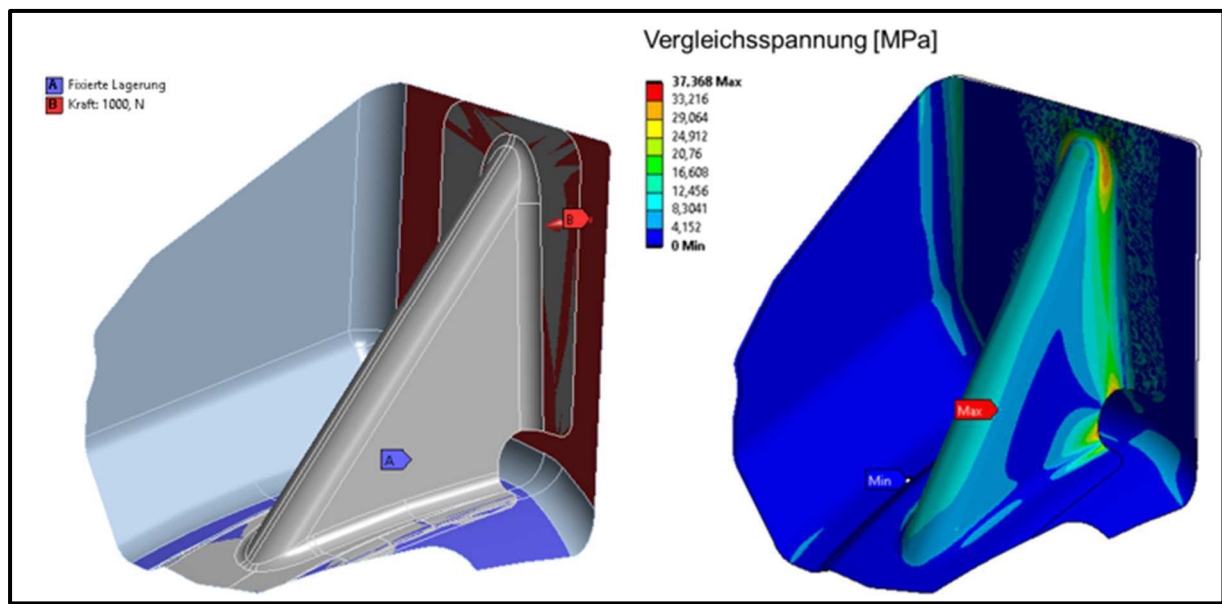 Vergleichsspannung [MPa]
A Fixierte Lagerung
B Kraft: 1000, N
B
A
37,368 Max
33,216
29,064
24,912
20,76
16,608
12,456
8,3041
4,152
0 Min
Max
Min